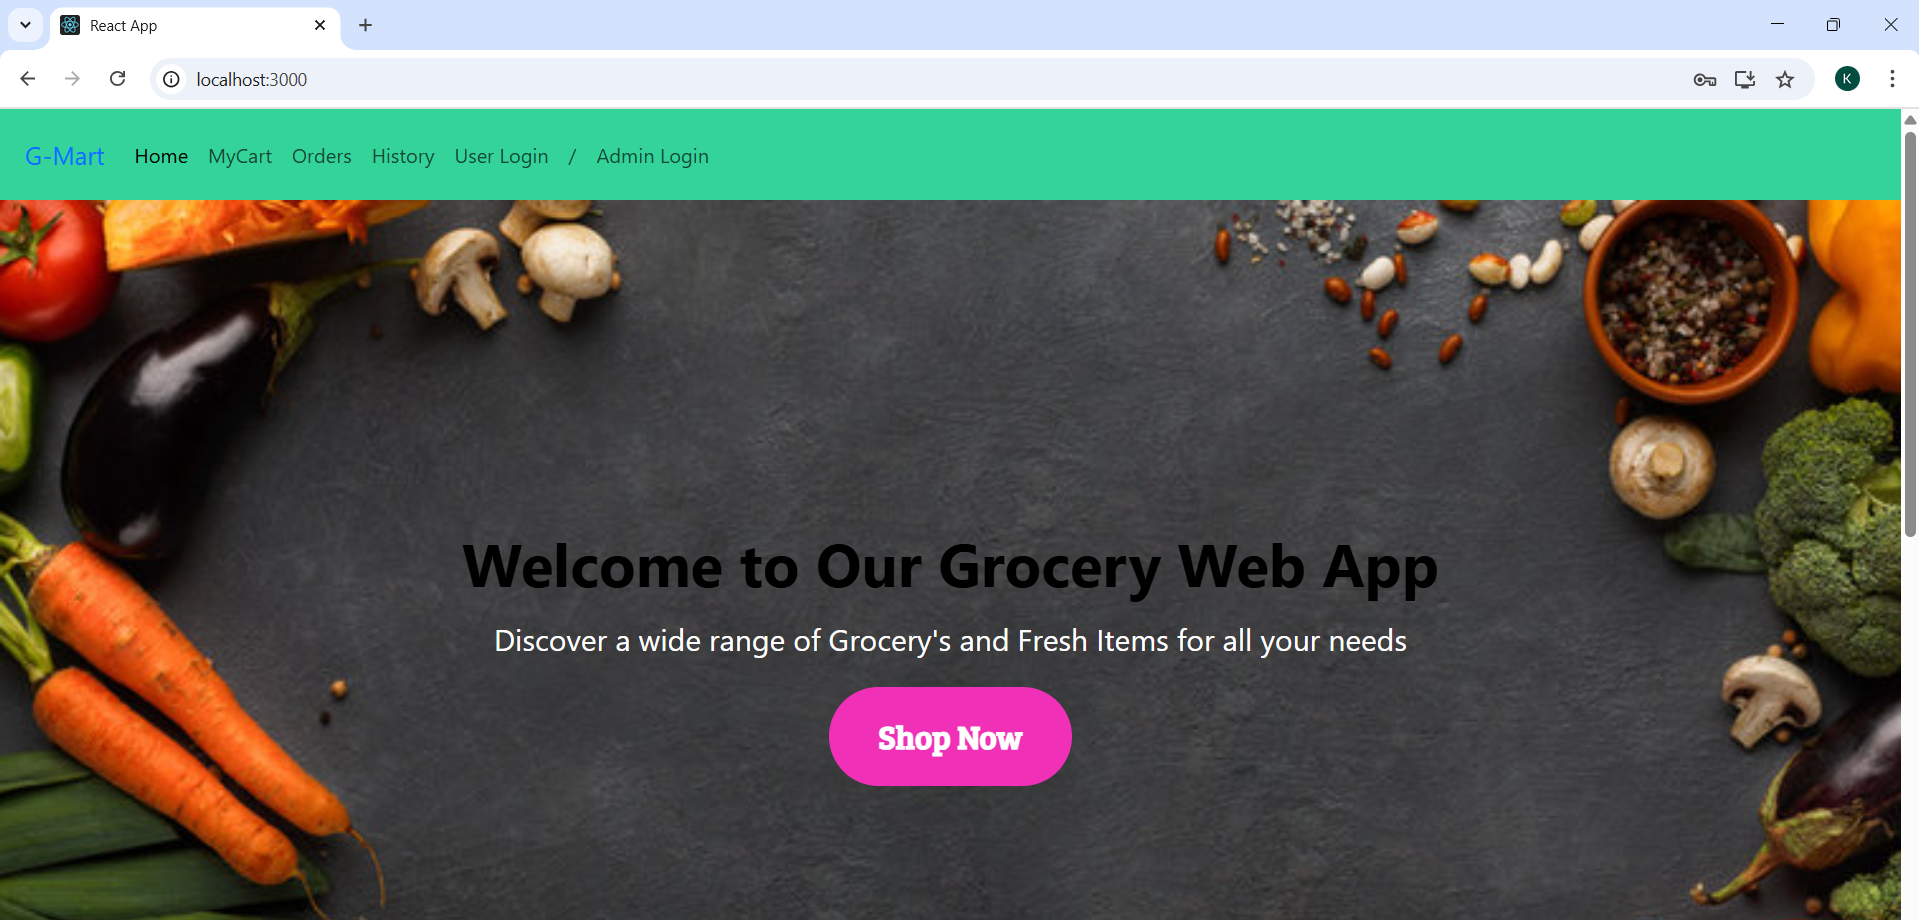 React App
localhost:3000
K
G-Mart Home MyCart Orders History User Login / Admin Login
Welcome to Our Grocery Web App
Discover a wide range of Grocery's and Fresh Items for all your needs
Shop Now